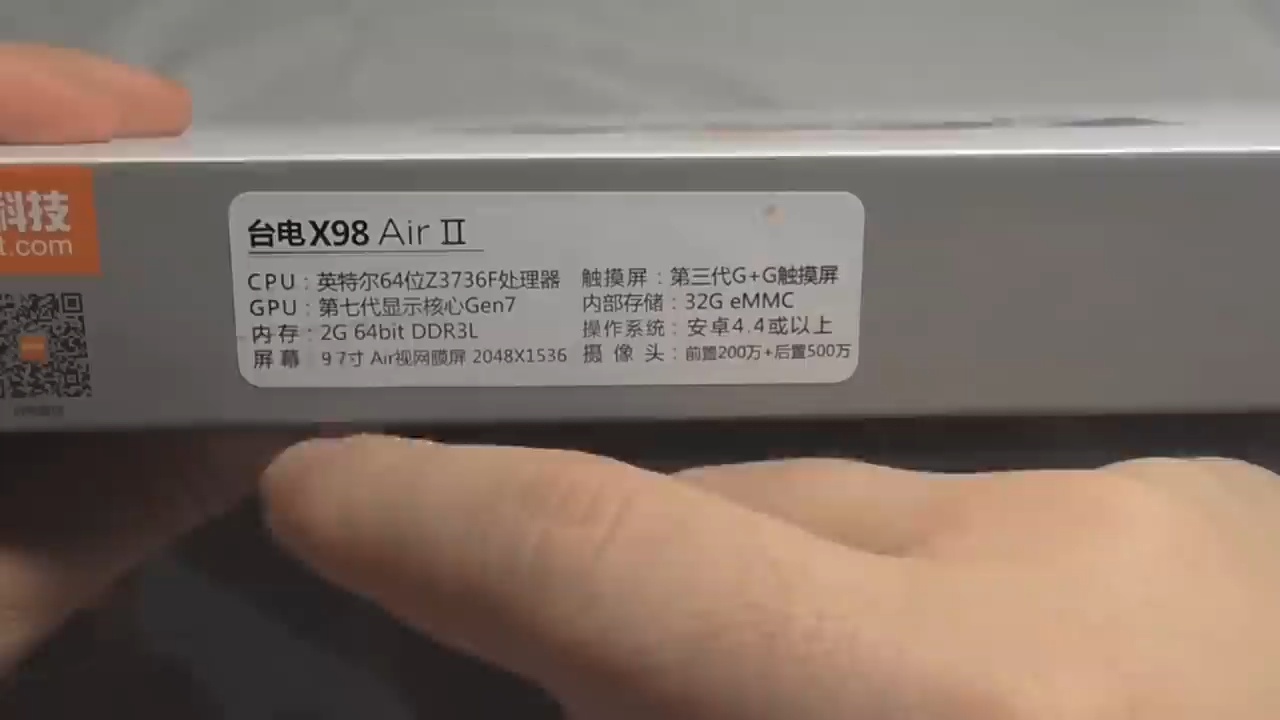 科技
t.com
台电X98 Air Ⅱ
CPU：英特尔64位Z3736F处理器
GPU：第七代显示核心Gen7
内存：2G 64bit DDR3L
屏幕：9.7寸 Air视网膜屏 2048X1536
触摸屏：第三代G+G触摸屏
内部存储：32G eMMC
操作系统：安卓4.4或以上
摄像头：前置200万+后置500万